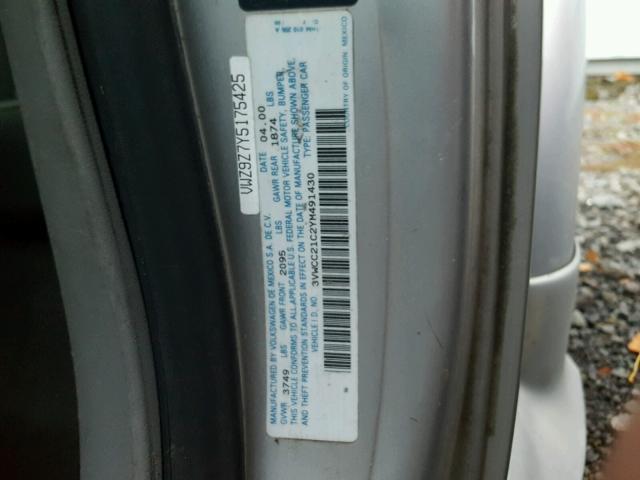 VWZ9Z7Y5175425
MANUFACTURED BY VOLKSWAGEN DE MEXICO S.A. DE C.V. DATE 04.00
GVWR 3749 LBS GAWR FRONT 2095 LBS GAWR REAR 1874 LBS
THIS VEHICLE CONFORMS TO ALL APPLICABLE U.S. FEDERAL MOTOR VEHICLE SAFETY, BUMPER,
AND THEFT PREVENTION STANDARDS IN EFFECT ON THE DATE OF MANUFACTURE SHOWN ABOVE.
VEHICLE I D. NO. 3VWCC21C2YM491430 TYPE: PASSENGER CAR
COUNTRY OF ORIGIN: MEXICO